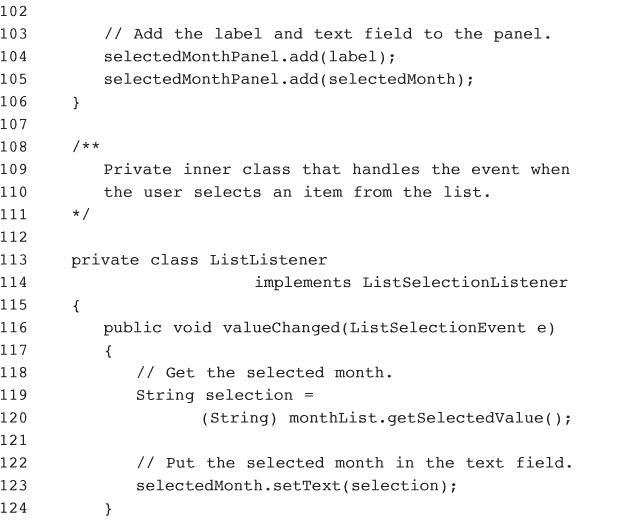 102
103 // Add the label and text field to the panel.
104 selectedMonthPanel.add(label);
105 selectedMonthPanel.add(selectedMonth);
106 }
107
108 /**
109 Private inner class that handles the event when
110 the user selects an item from the list.
111 */
112
113 private class ListListener
114 implements ListSelectionListener
115 {
116 public void valueChanged(ListSelectionEvent e)
117 {
118 // Get the selected month.
119 String selection =
120 (String) monthList.getSelectedValue();
121
122 // Put the selected month in the text field.
123 selectedMonth.setText(selection);
124 }